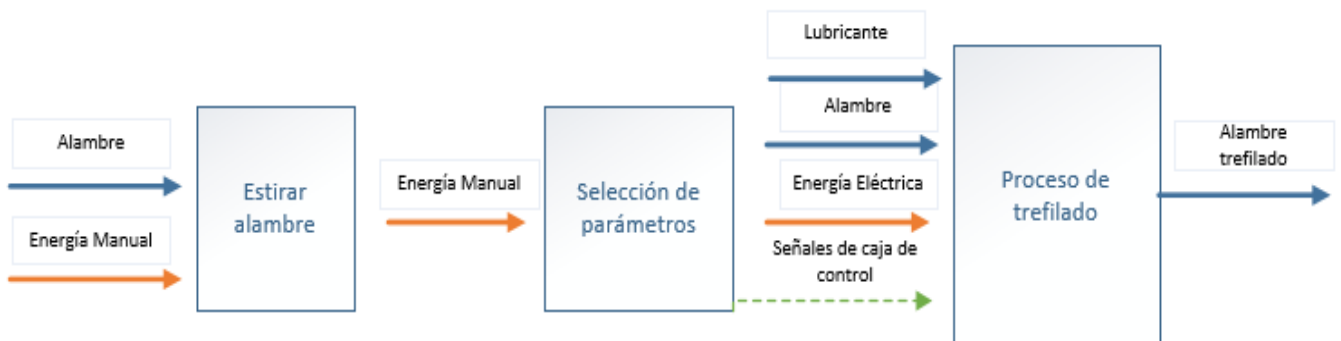 Alambre
Energía Manual
Estirar
alambre
Energía Manual
Selección de
parámetros
Lubricante
Alambre
Energía Eléctrica
Señales de caja de
control
Proceso de
trefilado
Alambre
trefilado